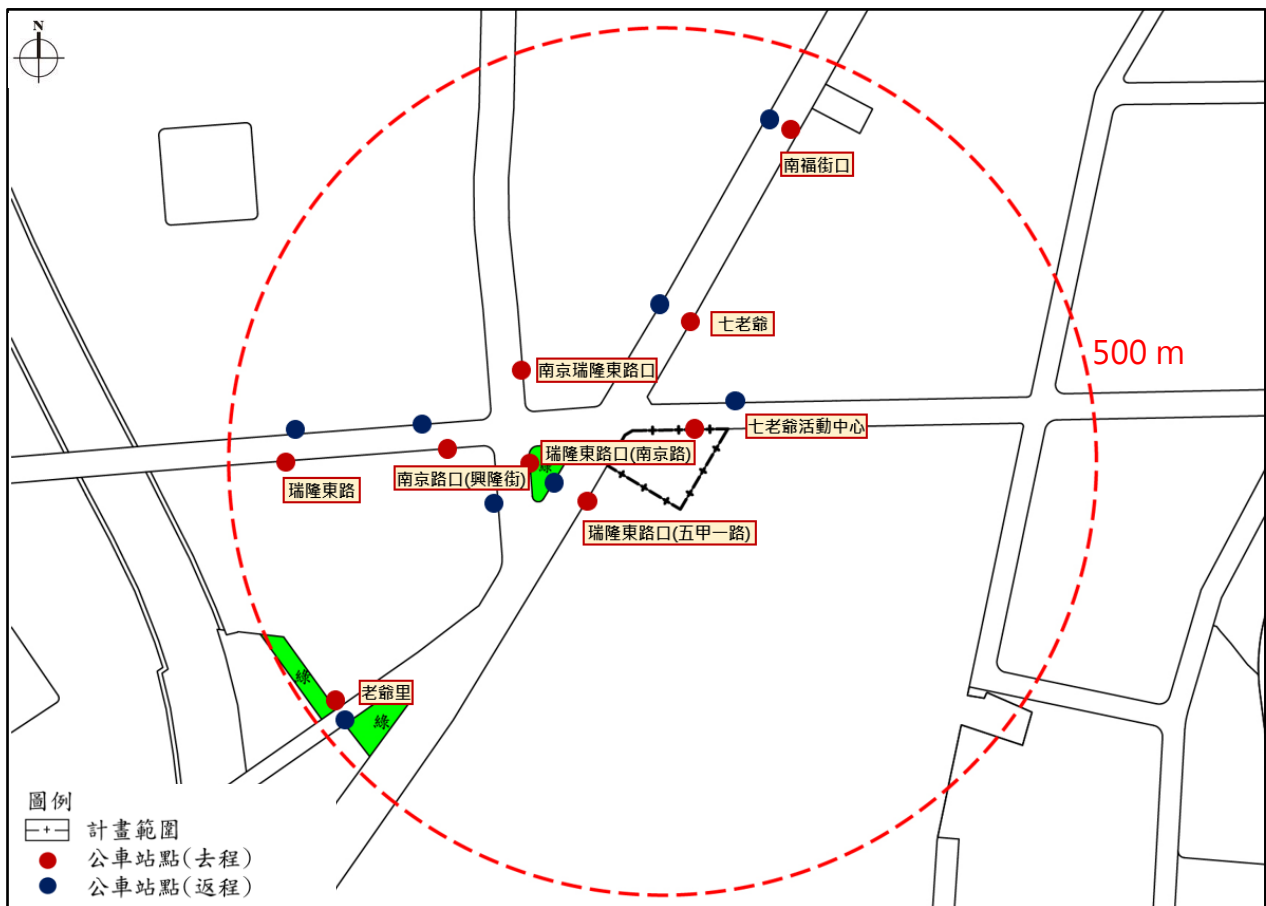 N
南福街口
七老爺
500 m
南京瑞隆東路口
七老爺活動中心
瑞隆東路口(南京路)
綠
南京路口(興隆街)
瑞隆東路
瑞隆東路口(五甲一路)
綠
老爺里
綠
圖例
計畫範圍
公車站點(去程)
公車站點(返程)